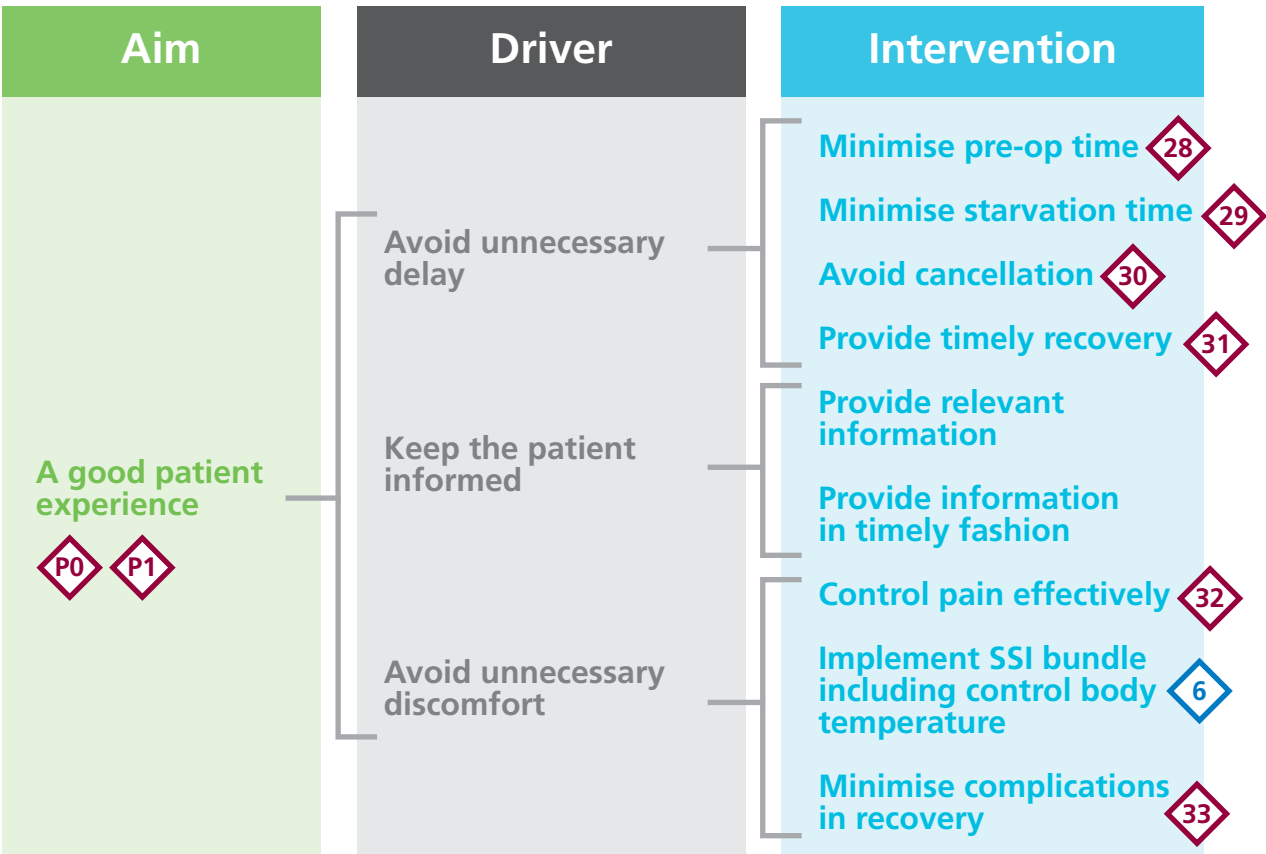 Aim
Driver
Intervention
A good patient
experience
P0 P1
Avoid unnecessary
delay
Minimise pre-op time 28
Minimise starvation time 29
Avoid cancellation 30
Provide timely recovery 31
Keep the patient
informed
Provide relevant
information
Provide information
in timely fashion
Avoid unnecessary
discomfort
Control pain effectively 32
Implement SSI bundle
including control body 6
temperature
Minimise complications
in recovery 33